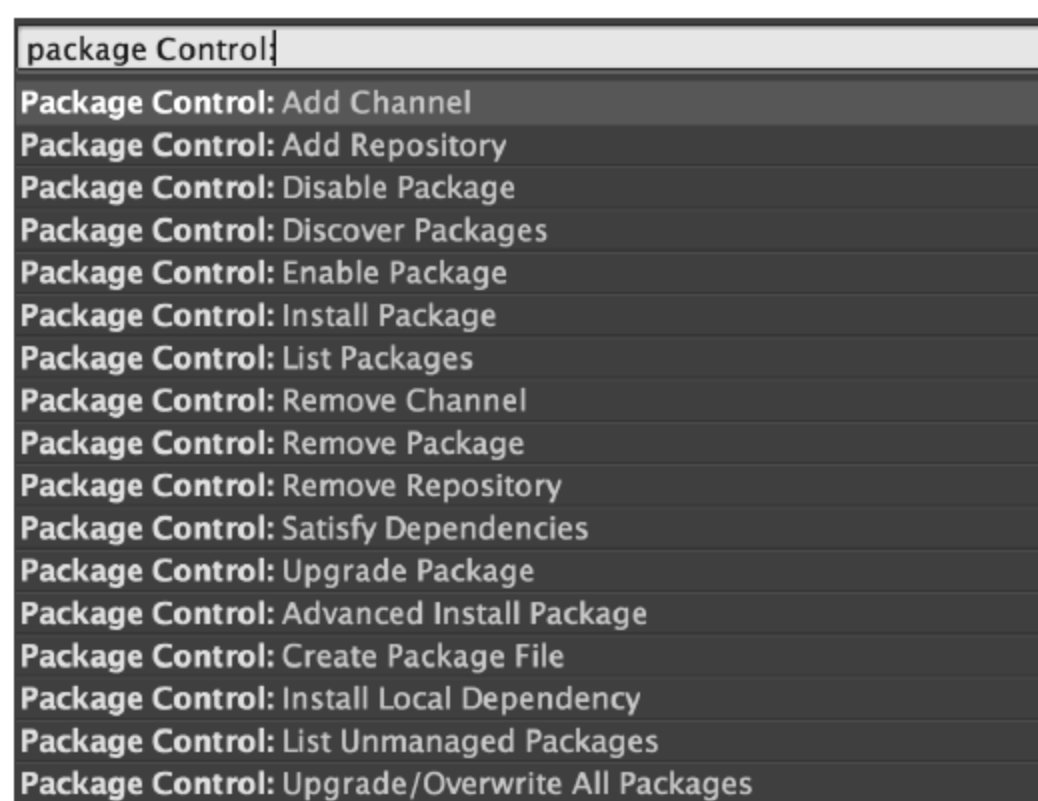 package Control:
Package Control: Add Channel
Package Control: Add Repository
Package Control: Disable Package
Package Control: Discover Packages
Package Control: Enable Package
Package Control: Install Package
Package Control: List Packages
Package Control: Remove Channel
Package Control: Remove Package
Package Control: Remove Repository
Package Control: Satisfy Dependencies
Package Control: Upgrade Package
Package Control: Advanced Install Package
Package Control: Create Package File
Package Control: Install Local Dependency
Package Control: List Unmanaged Packages
Package Control: Upgrade/Overwrite All Packages